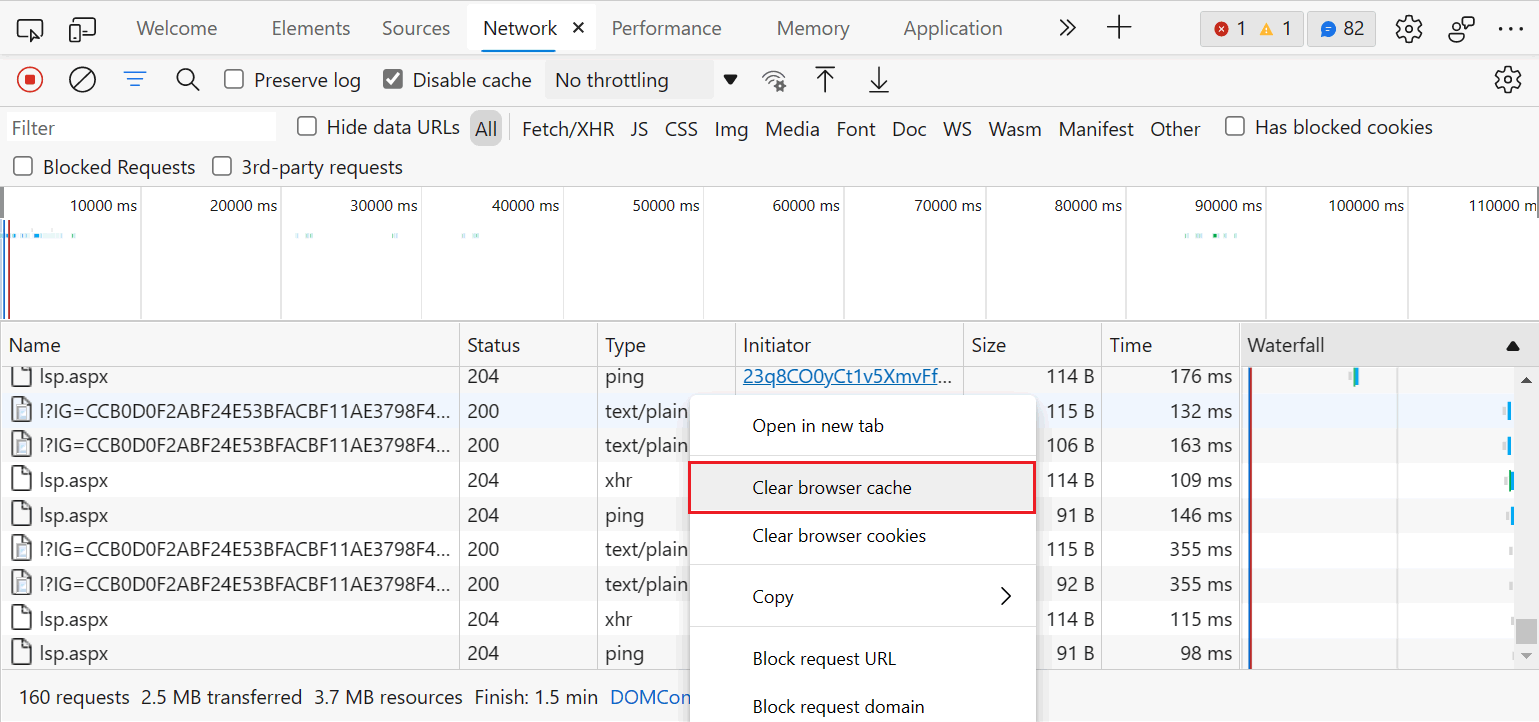 Welcome Elements Sources Network Performance Memory Application 1 1 82
Preserve log Disable cache No throttling
Filter Hide data URLs All Fetch/XHR JS CSS Img Media Font Doc WS Wasm Manifest Other Has blocked cookies
Blocked Requests 3rd-party requests
10000 ms 20000 ms 30000 ms 40000 ms 50000 ms 60000 ms 70000 ms 80000 ms 90000 ms 100000 ms 110000 m
Name Status Type Initiator Size Time Waterfall
lsp.aspx 204 ping 23q8CO0yCt1v5XmvFf... 114 B 176 ms
l?IG=CCB0D0F2ABF24E53BFACBF11AE3798F4... 200 text/plain 115 B 132 ms
Open in new tab
l?IG=CCB0D0F2ABF24E53BFACBF11AE3798F4... 200 text/plain 106 B 163 ms
lsp.aspx 204 xhr 114 B 109 ms
Clear browser cache
lsp.aspx 204 ping 91 B 146 ms
Clear browser cookies
l?IG=CCB0D0F2ABF24E53BFACBF11AE3798F4... 200 text/plain 115 B 355 ms
l?IG=CCB0D0F2ABF24E53BFACBF11AE3798F4... 200 text/plain 92 B 355 ms
Copy
lsp.aspx 204 xhr 114 B 115 ms
lsp.aspx 204 ping 91 B 98 ms
Block request URL
160 requests 2.5 MB transferred 3.7 MB resources Finish: 1.5 min DOMCon
Block request domain